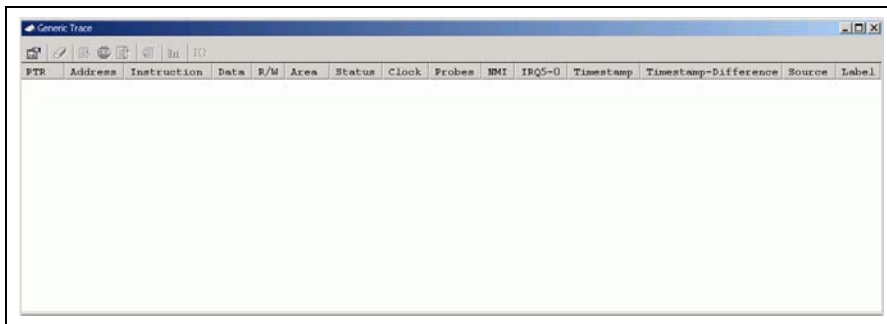 Generic Trace
PTR Address Instruction Data R/W Area Status Clock Probes NMI IRQ5-0 Timestamp Timestamp-Difference Source Label